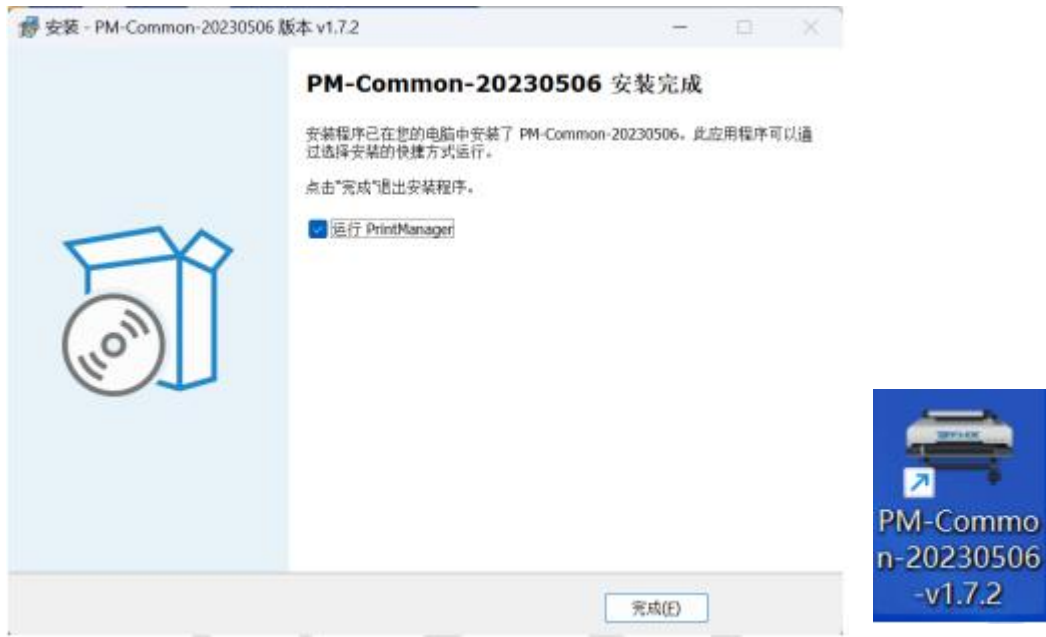 安装 - PM-Common-20230506 版本 v1.7.2
PM-Common-20230506 安装完成
安装程序已在您的电脑中安装了 PM-Common-20230506。此应用程序可以通
过选择安装的快捷方式运行。
点击"完成"退出安装程序。
运行 PrintManager
完成(F)
PM-Commo
n-20230506
-v1.7.2